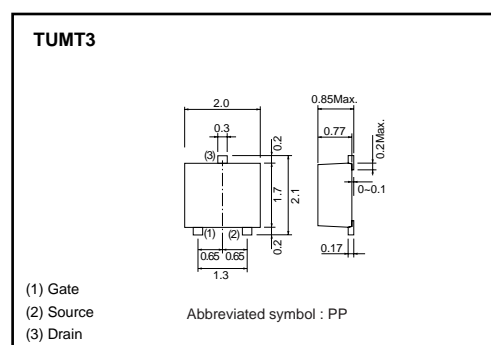 TUMT3
2.0
0.3
0.2
(3)
1.7
2.1
(1)
(2)
0.2
0.65
0.65
1.3
0.85Max.
0.77
0.2Max.
0~0.1
0.17
(1) Gate
(2) Source
(3) Drain
Abbreviated symbol : PP